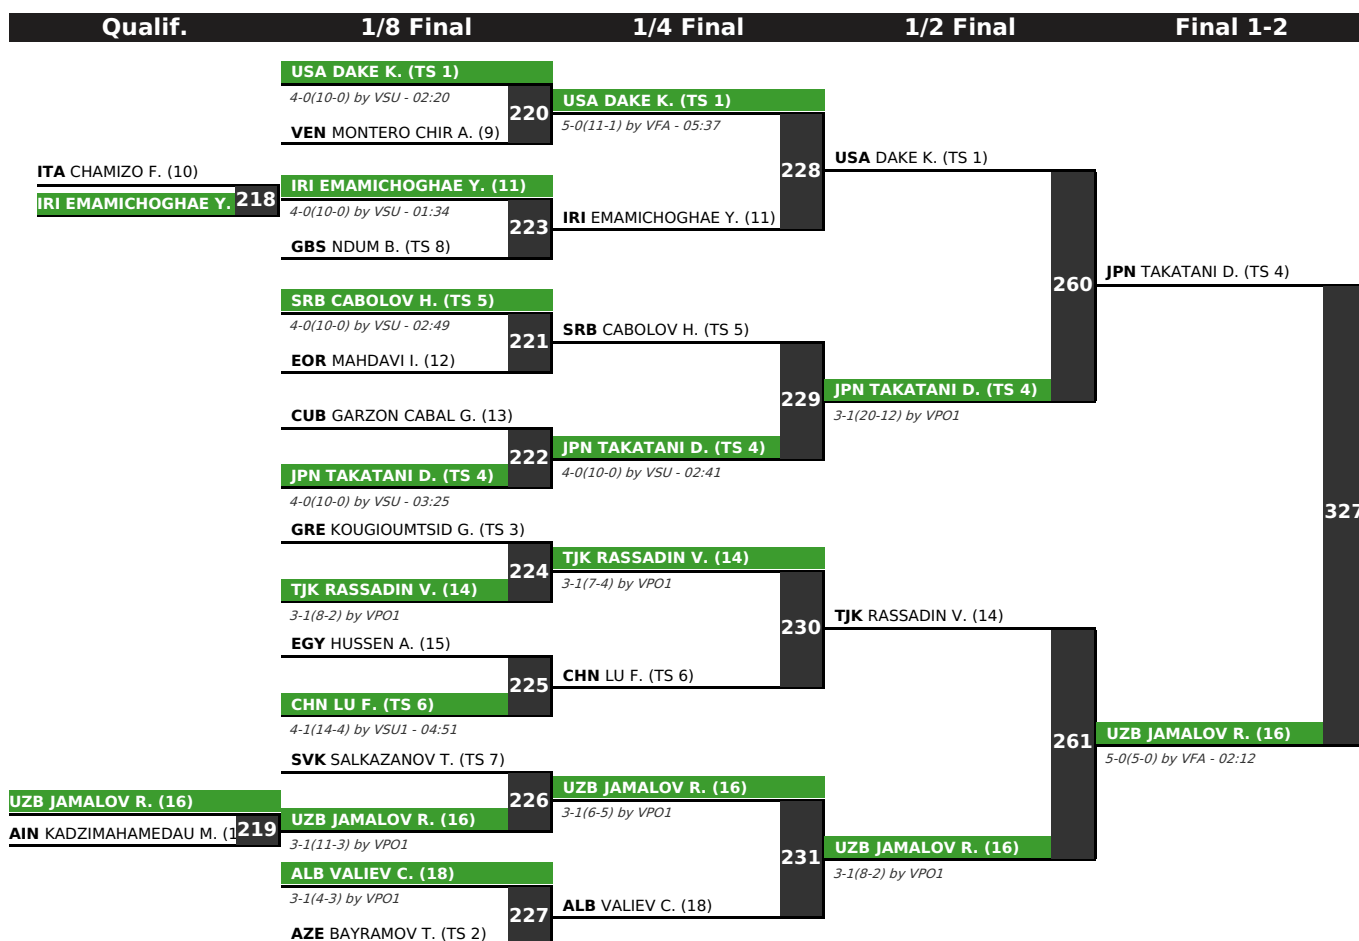 Qualif. 1/8 Final 1/4 Final 1/2 Final Final 1-2
USA DAKE K. (TS 1)
4-0(10-0) by VSU - 02:20
220
VEN MONTERO CHIR A. (9)
USA DAKE K. (TS 1)
5-0(11-1) by VFA - 05:37
228
USA DAKE K. (TS 1)
ITA CHAMIZO F. (10)
IRI EMAMICHOGHAE Y.
218
IRI EMAMICHOGHAE Y. (11)
4-0(10-0) by VSU - 01:34
223
GBS NDUM B. (TS 8)
IRI EMAMICHOGHAE Y. (11)
260
JPN TAKATANI D. (TS 4)
SRB CABOLOV H. (TS 5)
4-0(10-0) by VSU - 02:49
221
EOR MAHDAVI I. (12)
SRB CABOLOV H. (TS 5)
229
JPN TAKATANI D. (TS 4)
3-1(20-12) by VPO1
CUB GARZON CABAL G. (13)
222
JPN TAKATANI D. (TS 4)
4-0(10-0) by VSU - 03:25
JPN TAKATANI D. (TS 4)
4-0(10-0) by VSU - 02:41
327
GRE KOUGIOUMTSID G. (TS 3)
224
TJK RASSADIN V. (14)
3-1(8-2) by VPO1
TJK RASSADIN V. (14)
3-1(7-4) by VPO1
230
TJK RASSADIN V. (14)
EGY HUSSEN A. (15)
225
CHN LU F. (TS 6)
4-1(14-4) by VSU1 - 04:51
CHN LU F. (TS 6)
261
UZB JAMALOV R. (16)
5-0(5-0) by VFA - 02:12
SVK SALKAZANOV T. (TS 7)
226
UZB JAMALOV R. (16)
3-1(11-3) by VPO1
UZB JAMALOV R. (16)
AIN KADZIMAHAMEDAU M. (1
219
UZB JAMALOV R. (16)
3-1(6-5) by VPO1
231
UZB JAMALOV R. (16)
3-1(8-2) by VPO1
ALB VALIEV C. (18)
3-1(4-3) by VPO1
227
AZE BAYRAMOV T. (TS 2)
ALB VALIEV C. (18)